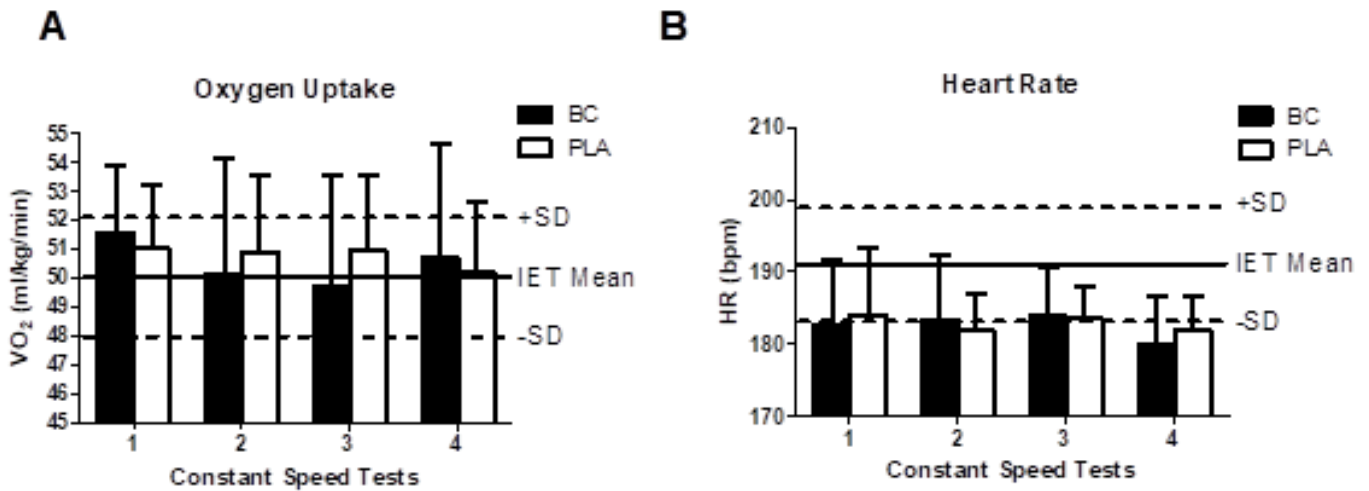 A
Oxygen Uptake
BC
PLA
VO₂ (ml/kg/min)
55
54
53
52
51
50
49
48
47
46
45
+SD
IET Mean
-SD
1 2 3 4
Constant Speed Tests
B
Heart Rate
BC
PLA
HR (bpm)
210
200
190
180
170
+SD
IET Mean
-SD
1 2 3 4
Constant Speed Tests